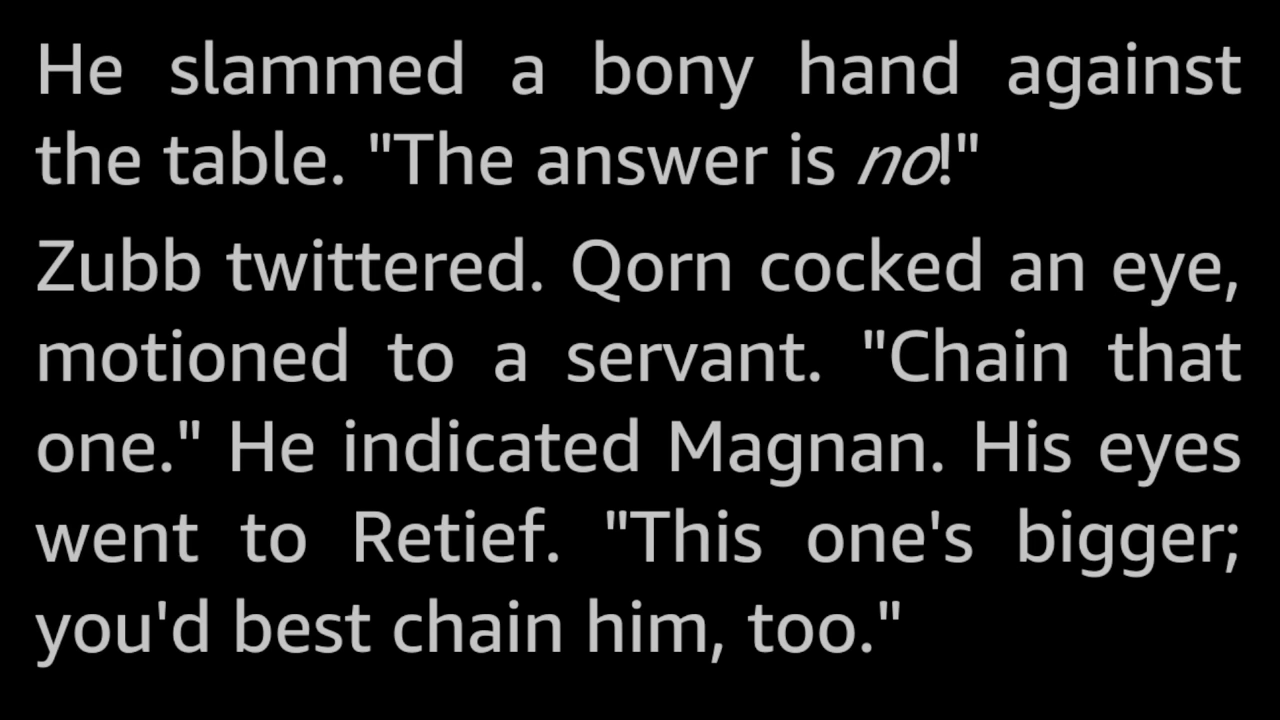 He slammed a bony hand against
the table. "The answer is no!"
Zubb twittered. Qorn cocked an eye,
motioned to a servant. "Chain that
one." He indicated Magnan. His eyes
went to Retief. "This one's bigger;
you'd best chain him, too."